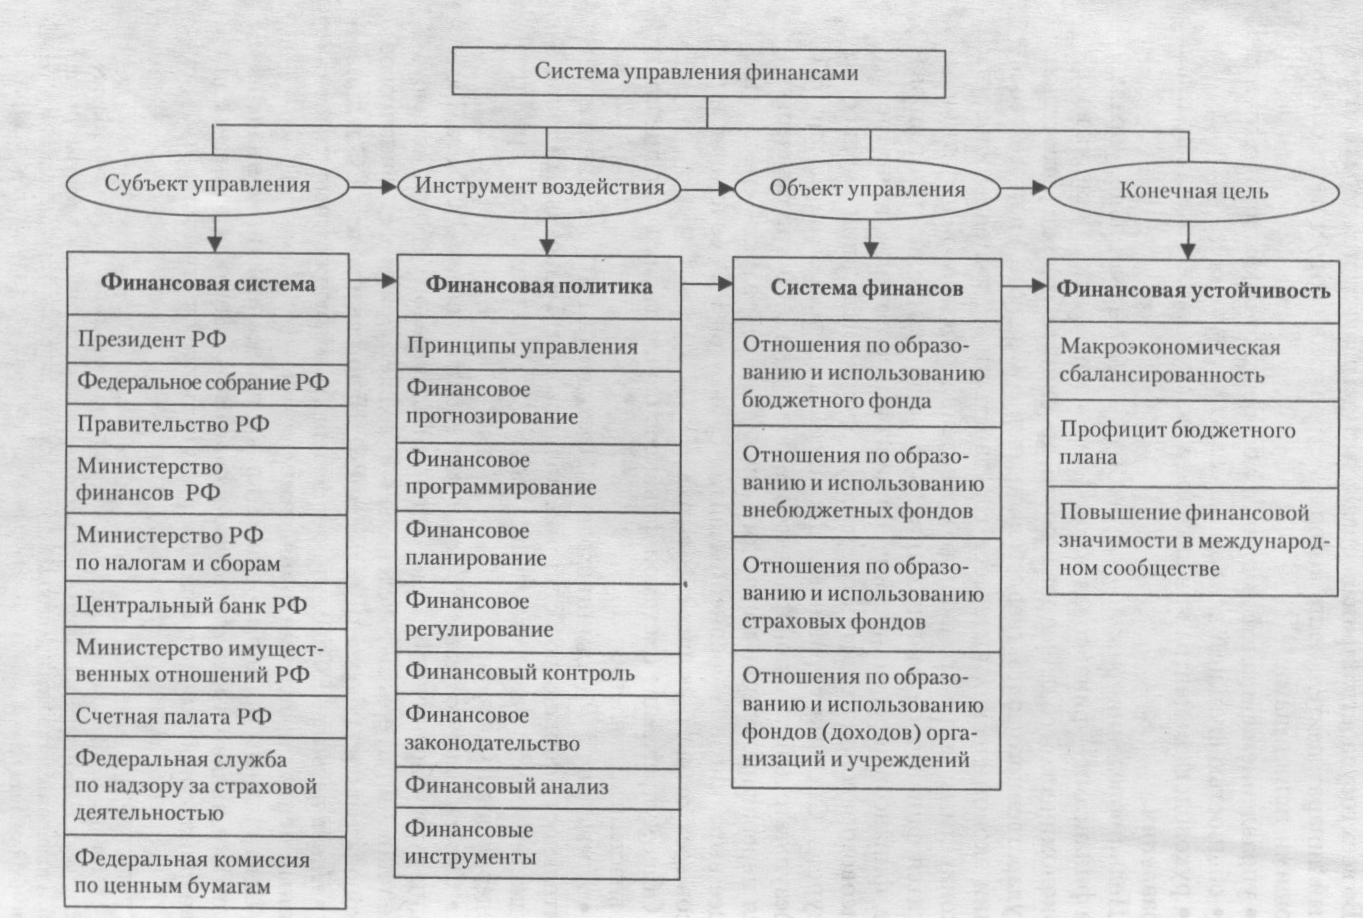 Система управления финансами
Субъект управления
Инструмент воздействия
Объект управления
Конечная цель
Финансовая система
Президент РФ
Федеральное собрание РФ
Правительство РФ
Министерство
финансов РФ
Министерство РФ
по налогам и сборам
Центральный банк РФ
Министерство имущест-
венных отношений РФ
Счетная палата РФ
Федеральная служба
по надзору за страховой
деятельностью
Федеральная комиссия
по ценным бумагам
Финансовая политика
Принципы управления
Финансовое
прогнозирование
Финансовое
программирование
Финансовое
планирование
Финансовое
регулирование
Финансовый контроль
Финансовое
законодательство
Финансовый анализ
Финансовые
инструменты
Система финансов
Отношения по образо-
ванию и использованию
бюджетного фонда
Отношения по образо-
ванию и использованию
внебюджетных фондов
Отношения по образо-
ванию и использованию
страховых фондов
Отношения по образо-
ванию и использованию
фондов (доходов) орга-
низаций и учреждений
Финансовая устойчивость
Макроэкономическая
сбалансированность
Профицит бюджетного
плана
Повышение финансовой
значимости в международ-
ном сообществе